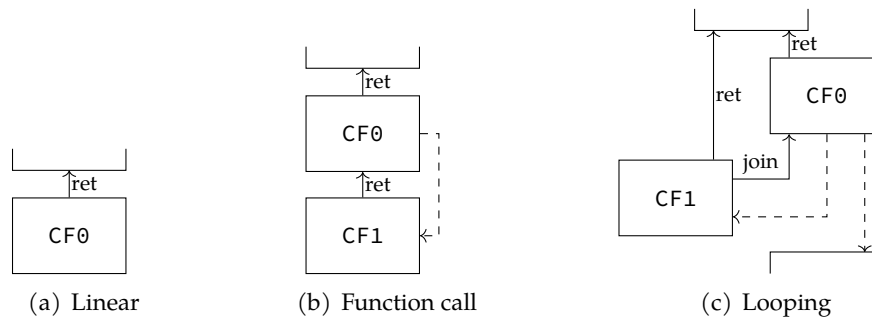 ret
CF0
(a) Linear
ret
CF0
ret
CF1
(b) Function call
ret
CF0
ret
join
CF1
(c) Looping